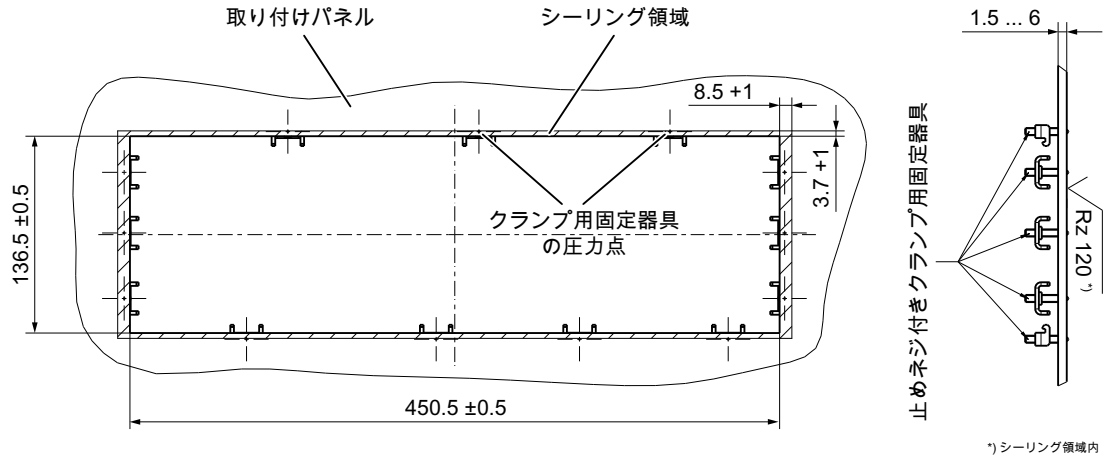 取り付けパネル
シーリング領域
1.5 ... 6
8.5 +1
3.7 +1
136.5 ±0.5
クランプ用固定器具
の圧力点
450.5 ±0.5
止めネジ付きクランプ用固定器具
Rz 120 *)
*) シーリング領域内